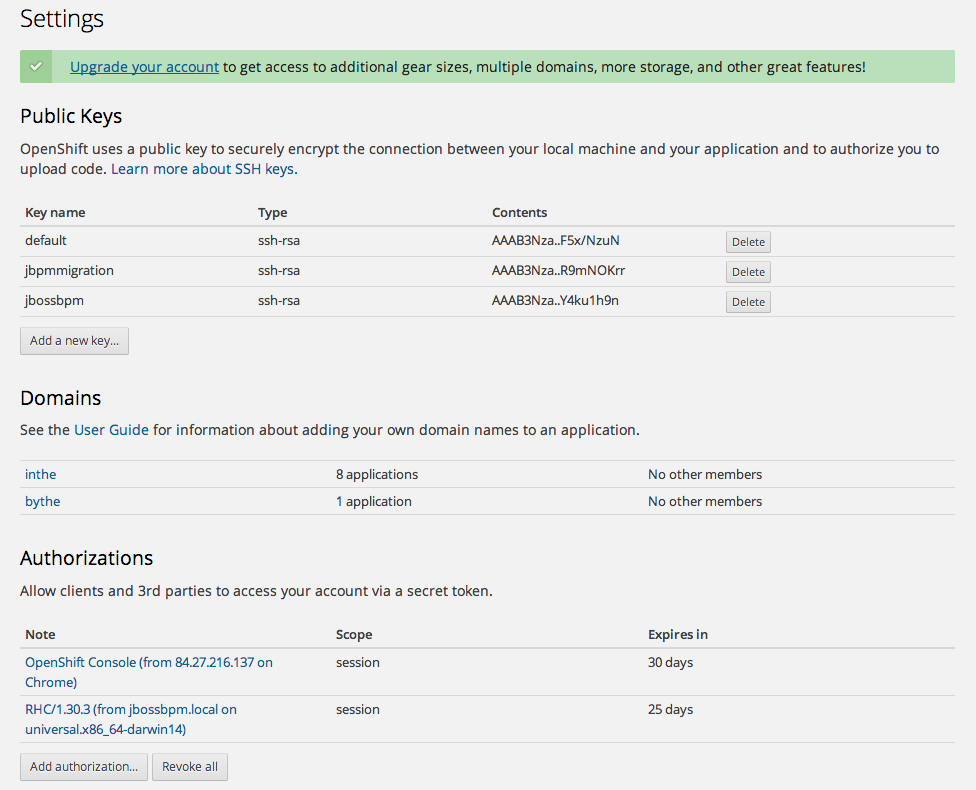 Settings
Upgrade your account to get access to additional gear sizes, multiple domains, more storage, and other great features!
Public Keys
OpenShift uses a public key to securely encrypt the connection between your local machine and your application and to authorize you to
upload code. Learn more about SSH keys.
Key name Type Contents
default ssh-rsa AAAB3Nza..F5x/NzuN Delete
jbpmmigration ssh-rsa AAAB3Nza..R9mNOKrr Delete
jbossbpm ssh-rsa AAAB3Nza..Y4ku1h9n Delete
Add a new key...
Domains
See the User Guide for information about adding your own domain names to an application.
inthe 8 applications No other members
bythe 1 application No other members
Authorizations
Allow clients and 3rd parties to access your account via a secret token.
Note Scope Expires in
OpenShift Console (from 84.27.216.137 on session 30 days
Chrome)
RHC/1.30.3 (from jbossbpm.local on session 25 days
universal.x86_64-darwin14)
Add authorization... Revoke all